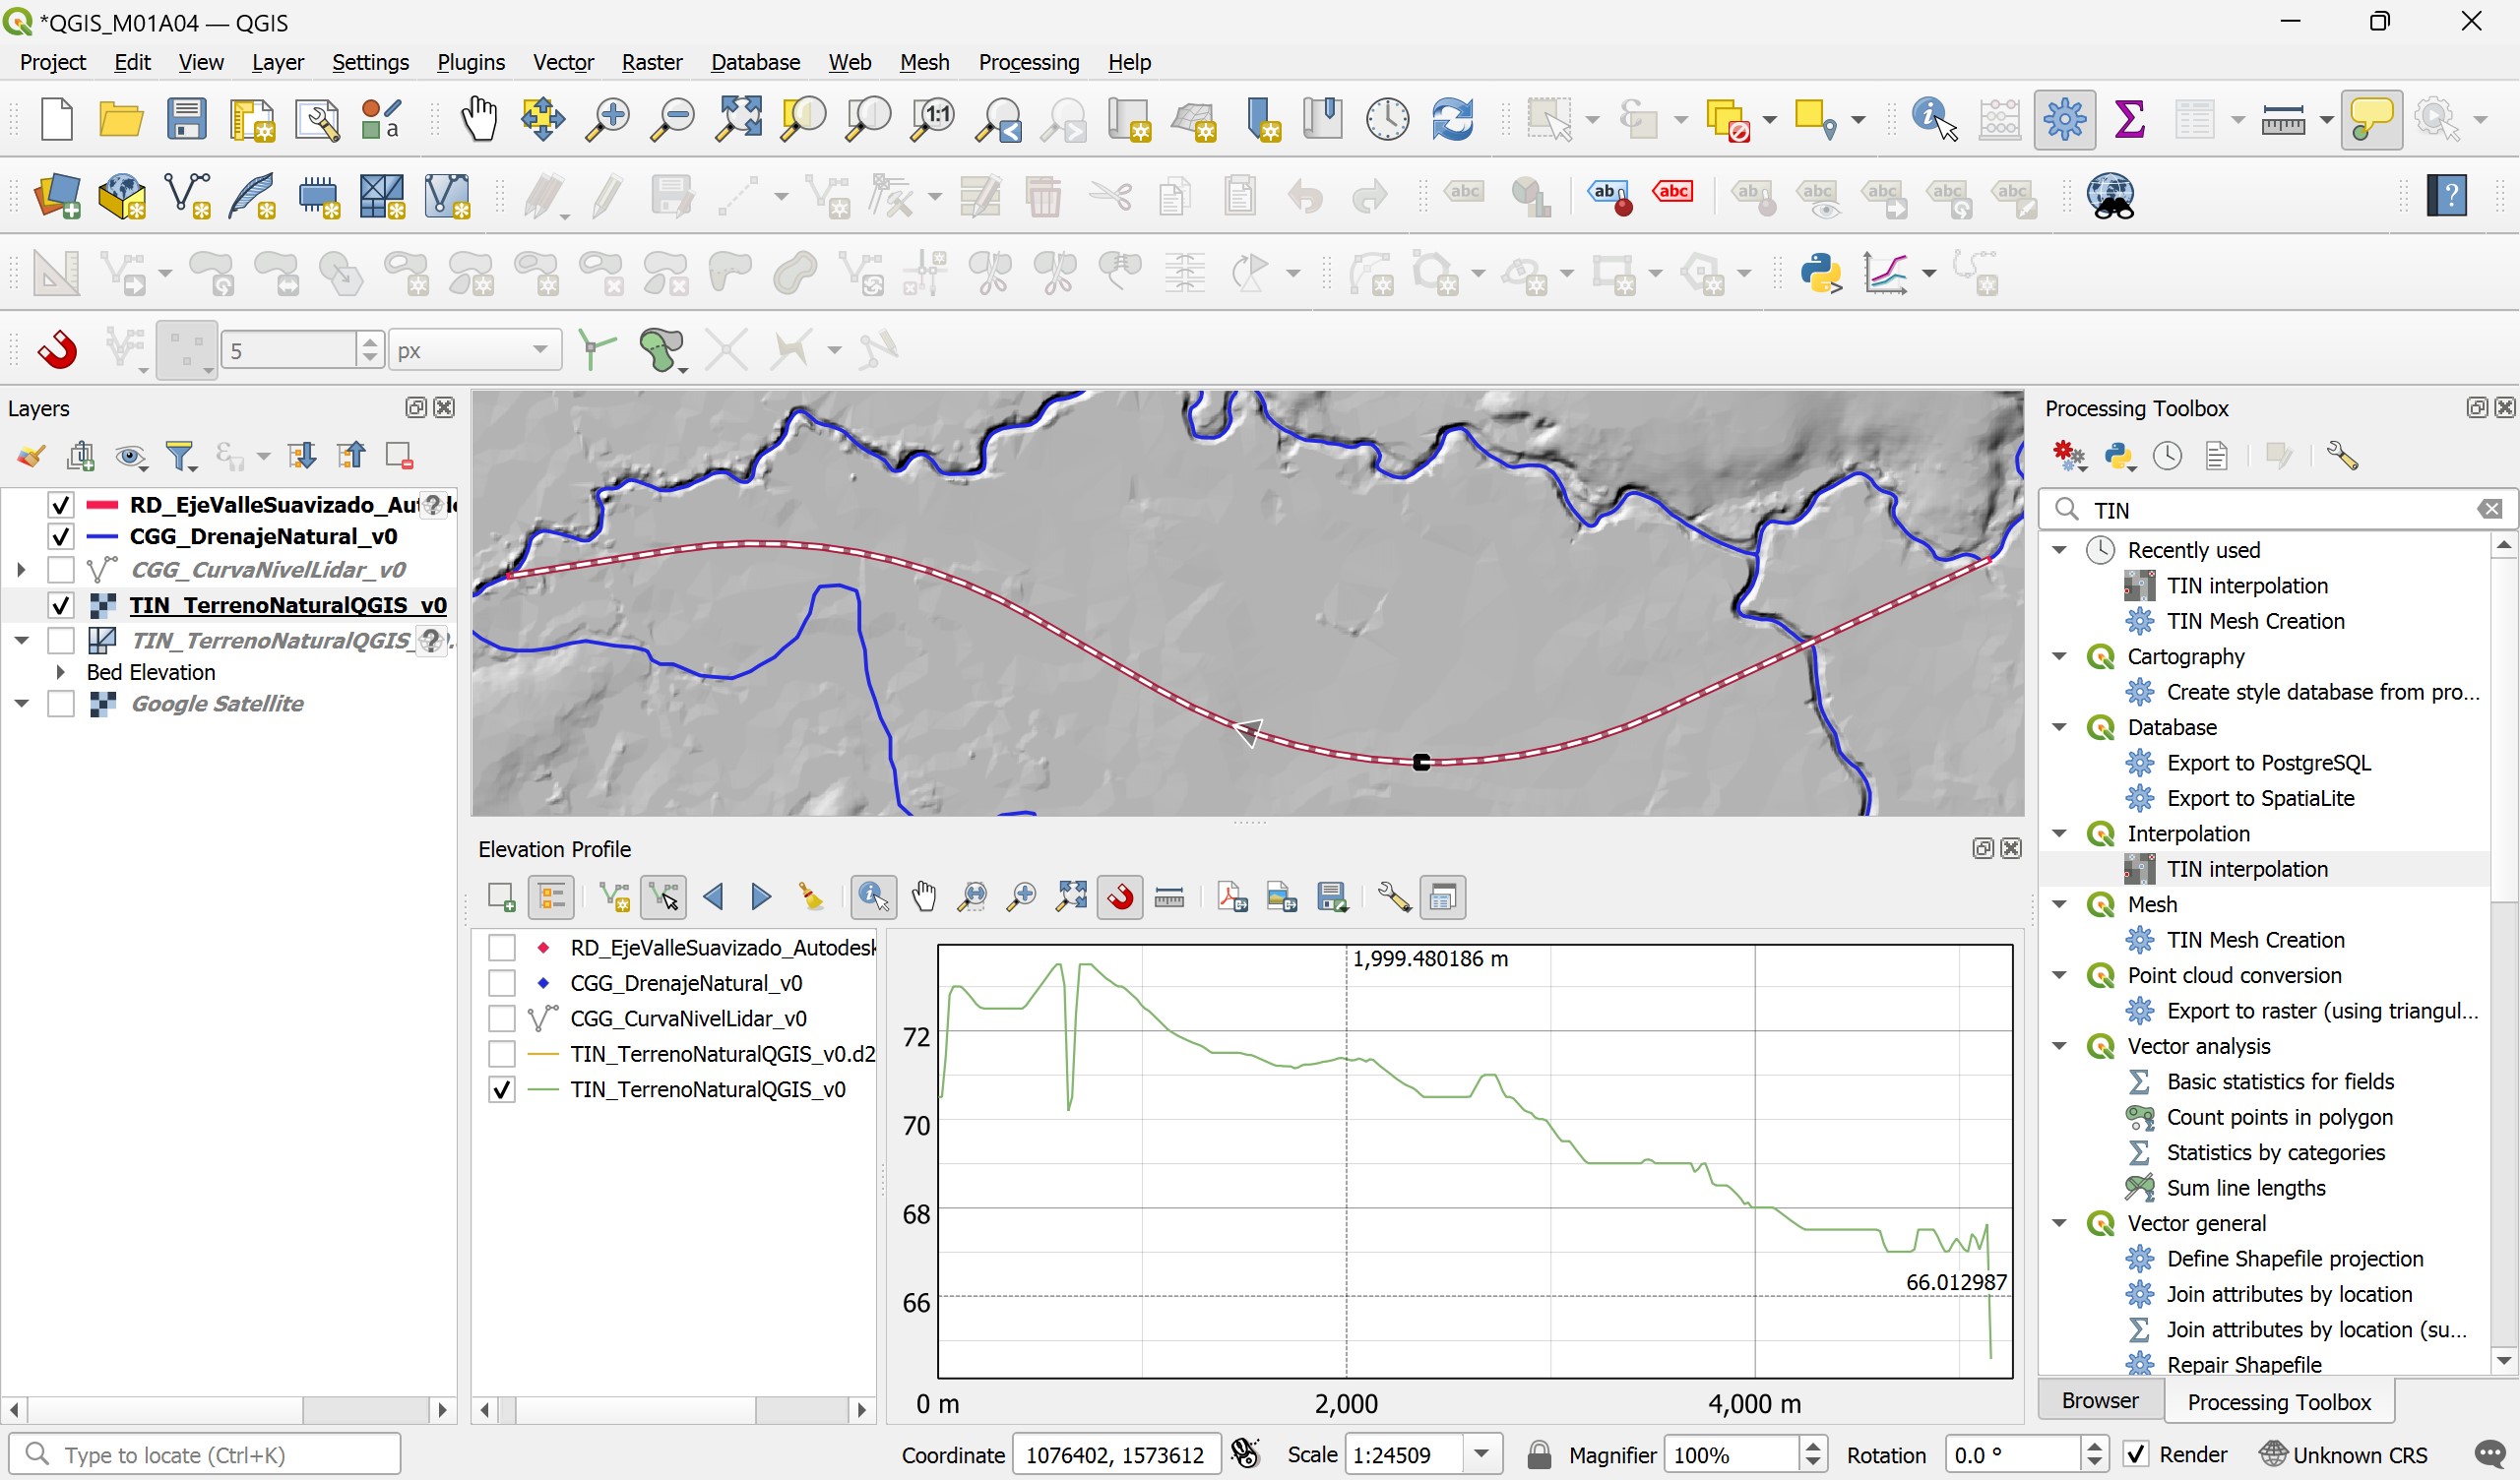 *QGIS_M01A04 — QGIS
Project Edit View Layer Settings Plugins Vector Raster Database Web Mesh Processing Help
5 px
Layers
RD_EjeValleSuavizado_Aut
CGG_DrenajeNatural_v0
CGG_CurvaNivelLidar_v0
TIN_TerrenoNaturalQGIS_v0
TIN_TerrenoNaturalQGIS_
Bed Elevation
Google Satellite
Elevation Profile
RD_EjeValleSuavizado_Autodesk
CGG_DrenajeNatural_v0
CGG_CurvaNivelLidar_v0
TIN_TerrenoNaturalQGIS_v0.d2
TIN_TerrenoNaturalQGIS_v0
1,999.480186 m
72
70
68
66.012987
66
0 m 2,000 4,000 m
Processing Toolbox
TIN
Recently used
TIN interpolation
TIN Mesh Creation
Cartography
Create style database from pro...
Database
Export to PostgreSQL
Export to SpatiaLite
Interpolation
TIN interpolation
Mesh
TIN Mesh Creation
Point cloud conversion
Export to raster (using triangul...
Vector analysis
Basic statistics for fields
Count points in polygon
Statistics by categories
Sum line lengths
Vector general
Define Shapefile projection
Join attributes by location
Join attributes by location (su...
Repair Shapefile
Browser Processing Toolbox
Type to locate (Ctrl+K) Coordinate 1076402, 1573612 Scale 1:24509 Magnifier 100% Rotation 0.0 ° Render Unknown CRS